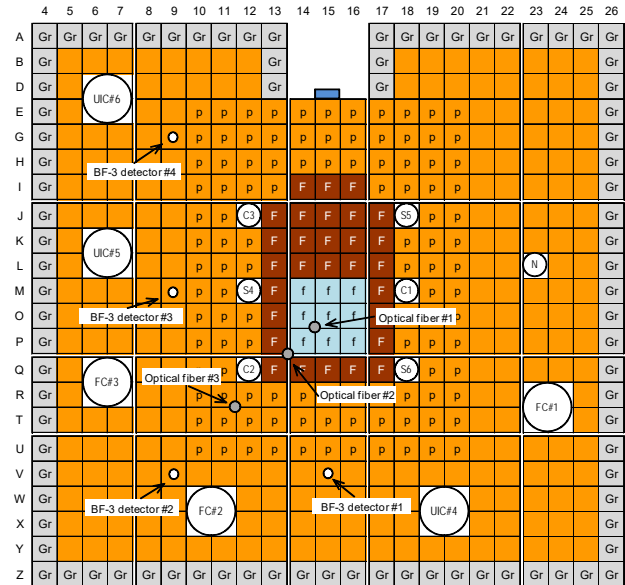 4 5 6 7 8 9 10 11 12 13 14 15 16 17 18 19 20 21 22 23 24 25 26
A Gr Gr Gr Gr Gr Gr Gr Gr Gr Gr Gr Gr Gr Gr Gr Gr Gr Gr Gr Gr
B Gr Gr Gr Gr
D Gr Gr Gr Gr
UIC#6
E Gr p p p p p p p p p p p Gr
G Gr p p p p p p p p p p p Gr
H Gr p p p p p p p p p p p Gr
BF-3 detector #4
I Gr p p p p F F F p p p p Gr
J Gr p p C3 F F F F F S5 p p Gr
K Gr p p p F F F F F p p p Gr
UIC#5
L Gr p p p F F F F F p p p N Gr
M Gr p p S4 F f f f F C1 p p Gr
O Gr p p p F f f f F p p p Gr
BF-3 detector #3
Optical fiber #1
P Gr p p p F f f f F p p p Gr
Q Gr p p C2 F F F F F S6 p p Gr
Optical fiber #3
FC#3
R Gr p p p p p p p p p p Gr
Optical fiber #2
FC#1
T Gr p p p p p p p p p p p Gr
U Gr p p p p p p p p p p p Gr
V Gr Gr
BF-3 detector #2
BF-3 detector #1
W Gr Gr
FC#2
UIC#4
X Gr Gr
Y Gr Gr
Z Gr Gr Gr Gr Gr Gr Gr Gr Gr Gr Gr Gr Gr Gr Gr Gr Gr Gr Gr Gr Gr Gr Gr